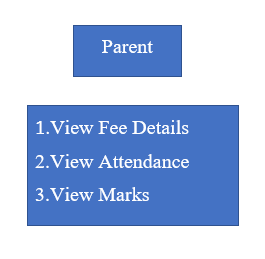 Parent
1.View Fee Details
2.View Attendance
3.View Marks